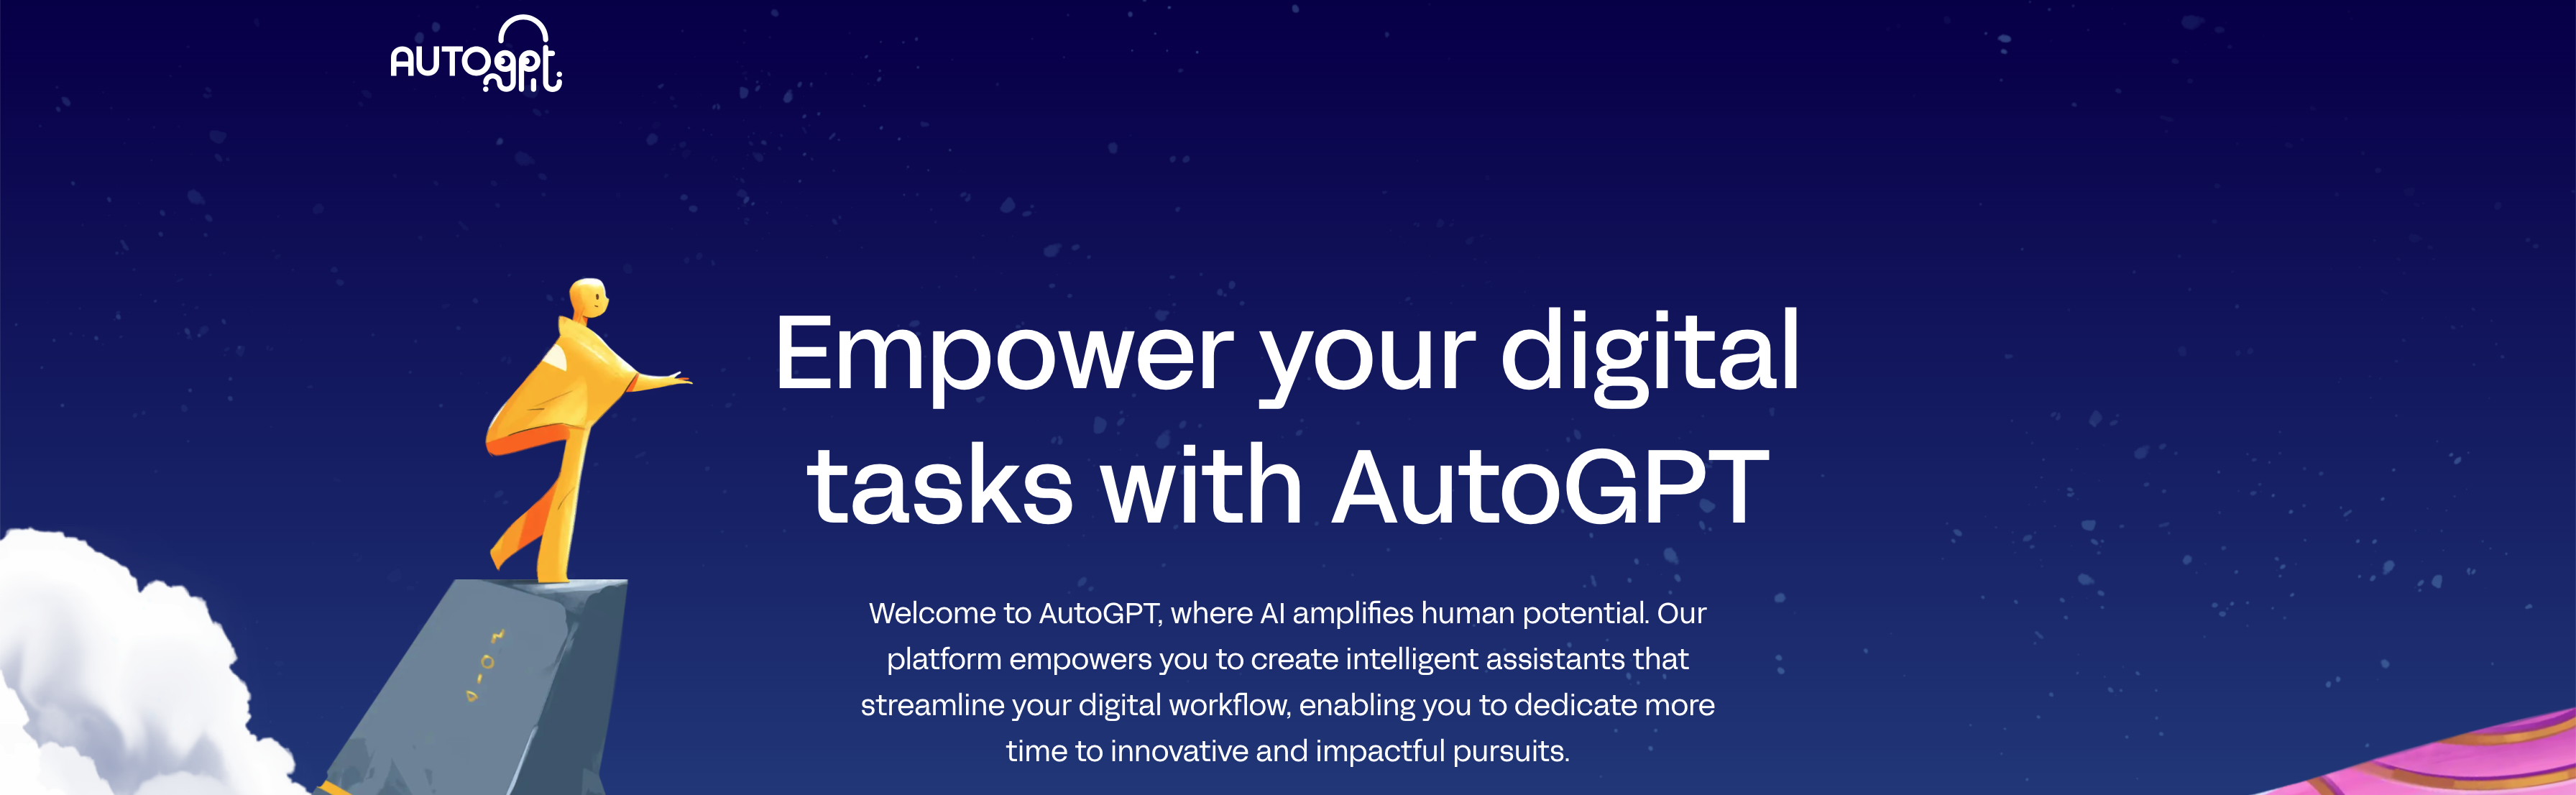 AUTOgpt
Empower your digital
tasks with AutoGPT
Welcome to AutoGPT, where AI amplifies human potential. Our
platform empowers you to create intelligent assistants that
streamline your digital workflow, enabling you to dedicate more
time to innovative and impactful pursuits.